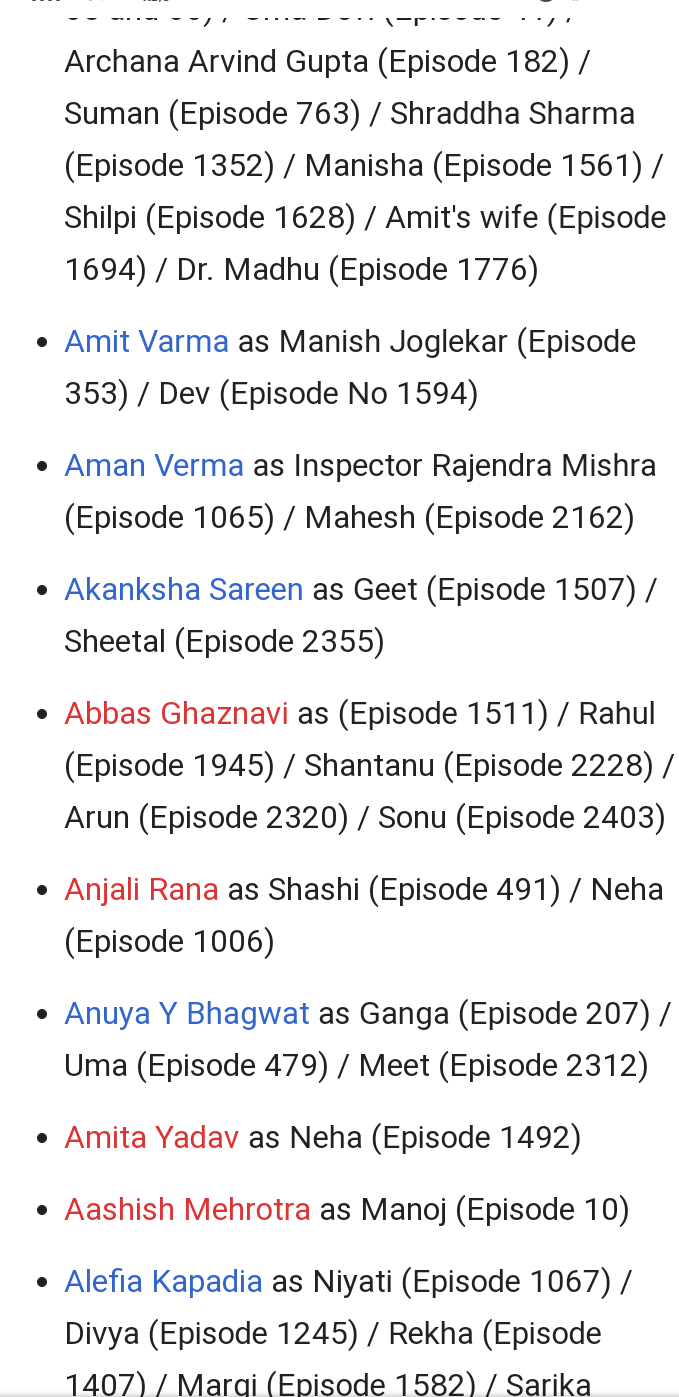 Archana Arvind Gupta (Episode 182) /
Suman (Episode 763) / Shraddha Sharma
(Episode 1352) / Manisha (Episode 1561) /
Shilpi (Episode 1628) / Amit's wife (Episode
1694) / Dr. Madhu (Episode 1776)
• Amit Varma as Manish Joglekar (Episode
353) / Dev (Episode No 1594)
• Aman Verma as Inspector Rajendra Mishra
(Episode 1065) / Mahesh (Episode 2162)
• Akanksha Sareen as Geet (Episode 1507) /
Sheetal (Episode 2355)
• Abbas Ghaznavi as (Episode 1511) / Rahul
(Episode 1945) / Shantanu (Episode 2228) /
Arun (Episode 2320) / Sonu (Episode 2403)
• Anjali Rana as Shashi (Episode 491) / Neha
(Episode 1006)
• Anuya Y Bhagwat as Ganga (Episode 207) /
Uma (Episode 479) / Meet (Episode 2312)
• Amita Yadav as Neha (Episode 1492)
• Aashish Mehrotra as Manoj (Episode 10)
• Alefia Kapadia as Niyati (Episode 1067) /
Divya (Episode 1245) / Rekha (Episode
1407) / Margi (Episode 1582) / Sarika